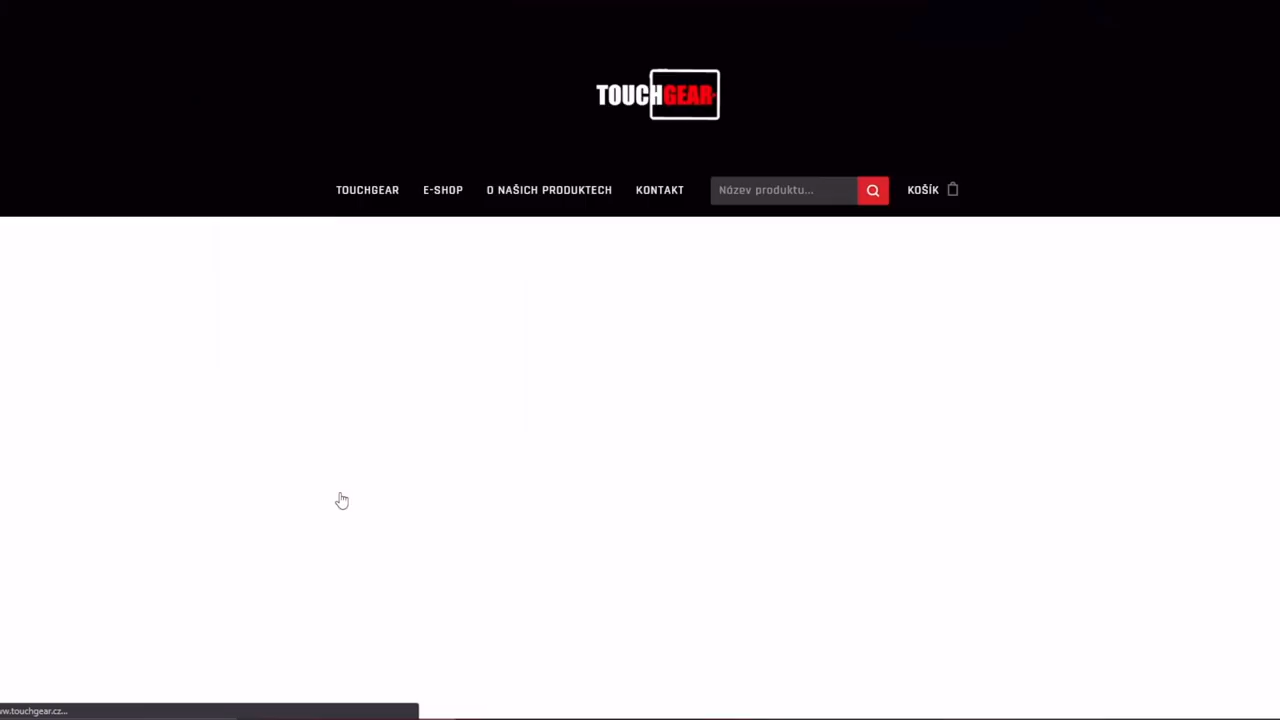 TOUCHGEAR
TOUCHGEAR E-SHOP O NAŠICH PRODUKTECH KONTAKT Název produktu... KOŠÍK
ww.touchgear.cz...